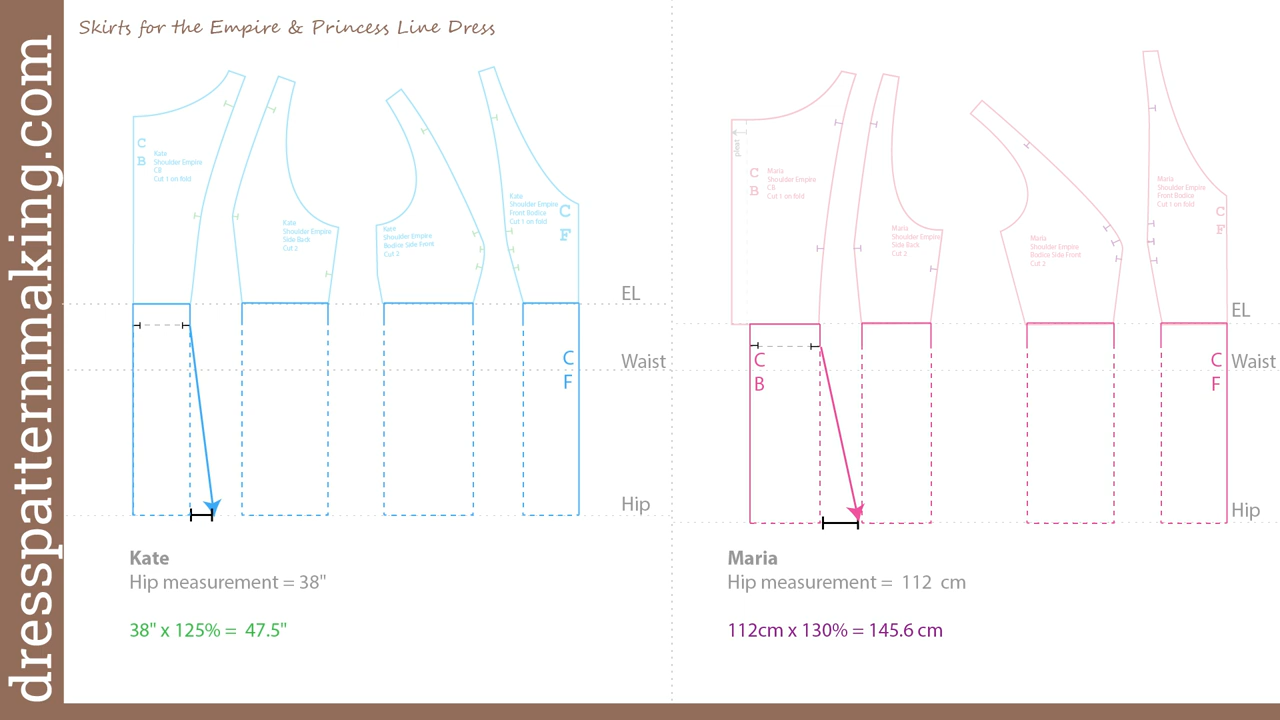 dresspatternmaking.com
Skirts for the Empire & Princess Line Dress
C
B
Kate
Shoulder Empire
CB
Cut 1 on fold
Kate
Shoulder Empire
Side Back
Cut 2
Kate
Shoulder Empire
Bodice Side Front
Cut 2
Kate
Shoulder Empire
Front Bodice
Cut 1 on fold
C
F
EL
Waist
C
F
Hip
Kate
Hip measurement = 38"
38" x 125% = 47.5"
pleat
C
B
Maria
Shoulder Empire
CB
Cut 1 on fold
Maria
Shoulder Empire
Side Back
Cut 2
Maria
Shoulder Empire
Bodice Side Front
Cut 2
Maria
Shoulder Empire
Front Bodice
Cut 1 on fold
C
F
EL
C
B
C
F
Waist
Hip
Maria
Hip measurement = 112 cm
112cm x 130% = 145.6 cm